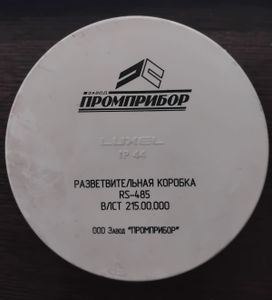 ЗАВОД
ПРОМПРИБОР
LUXEL
IP 44
РАЗВЕТВИТЕЛЬНАЯ КОРОБКА
RS-485
ВЛСТ 215.00.000
ООО Завод "ПРОМПРИБОР"